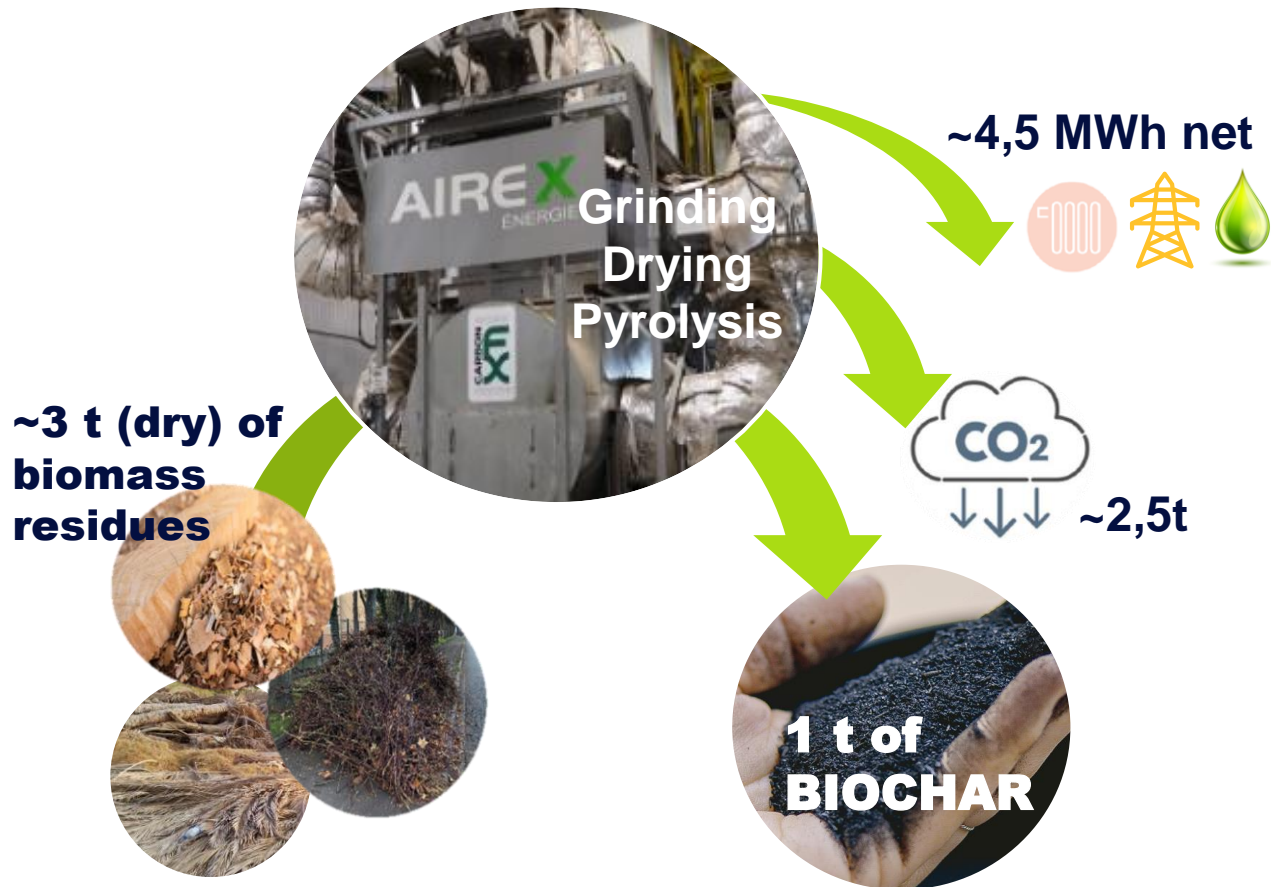 AIREX
ÉNERGIE
Grinding
Drying
Pyrolysis
CARBON
FX
~4,5 MWh net
CO2
~2,5t
~3 t (dry) of
biomass
residues
1 t of
BIOCHAR